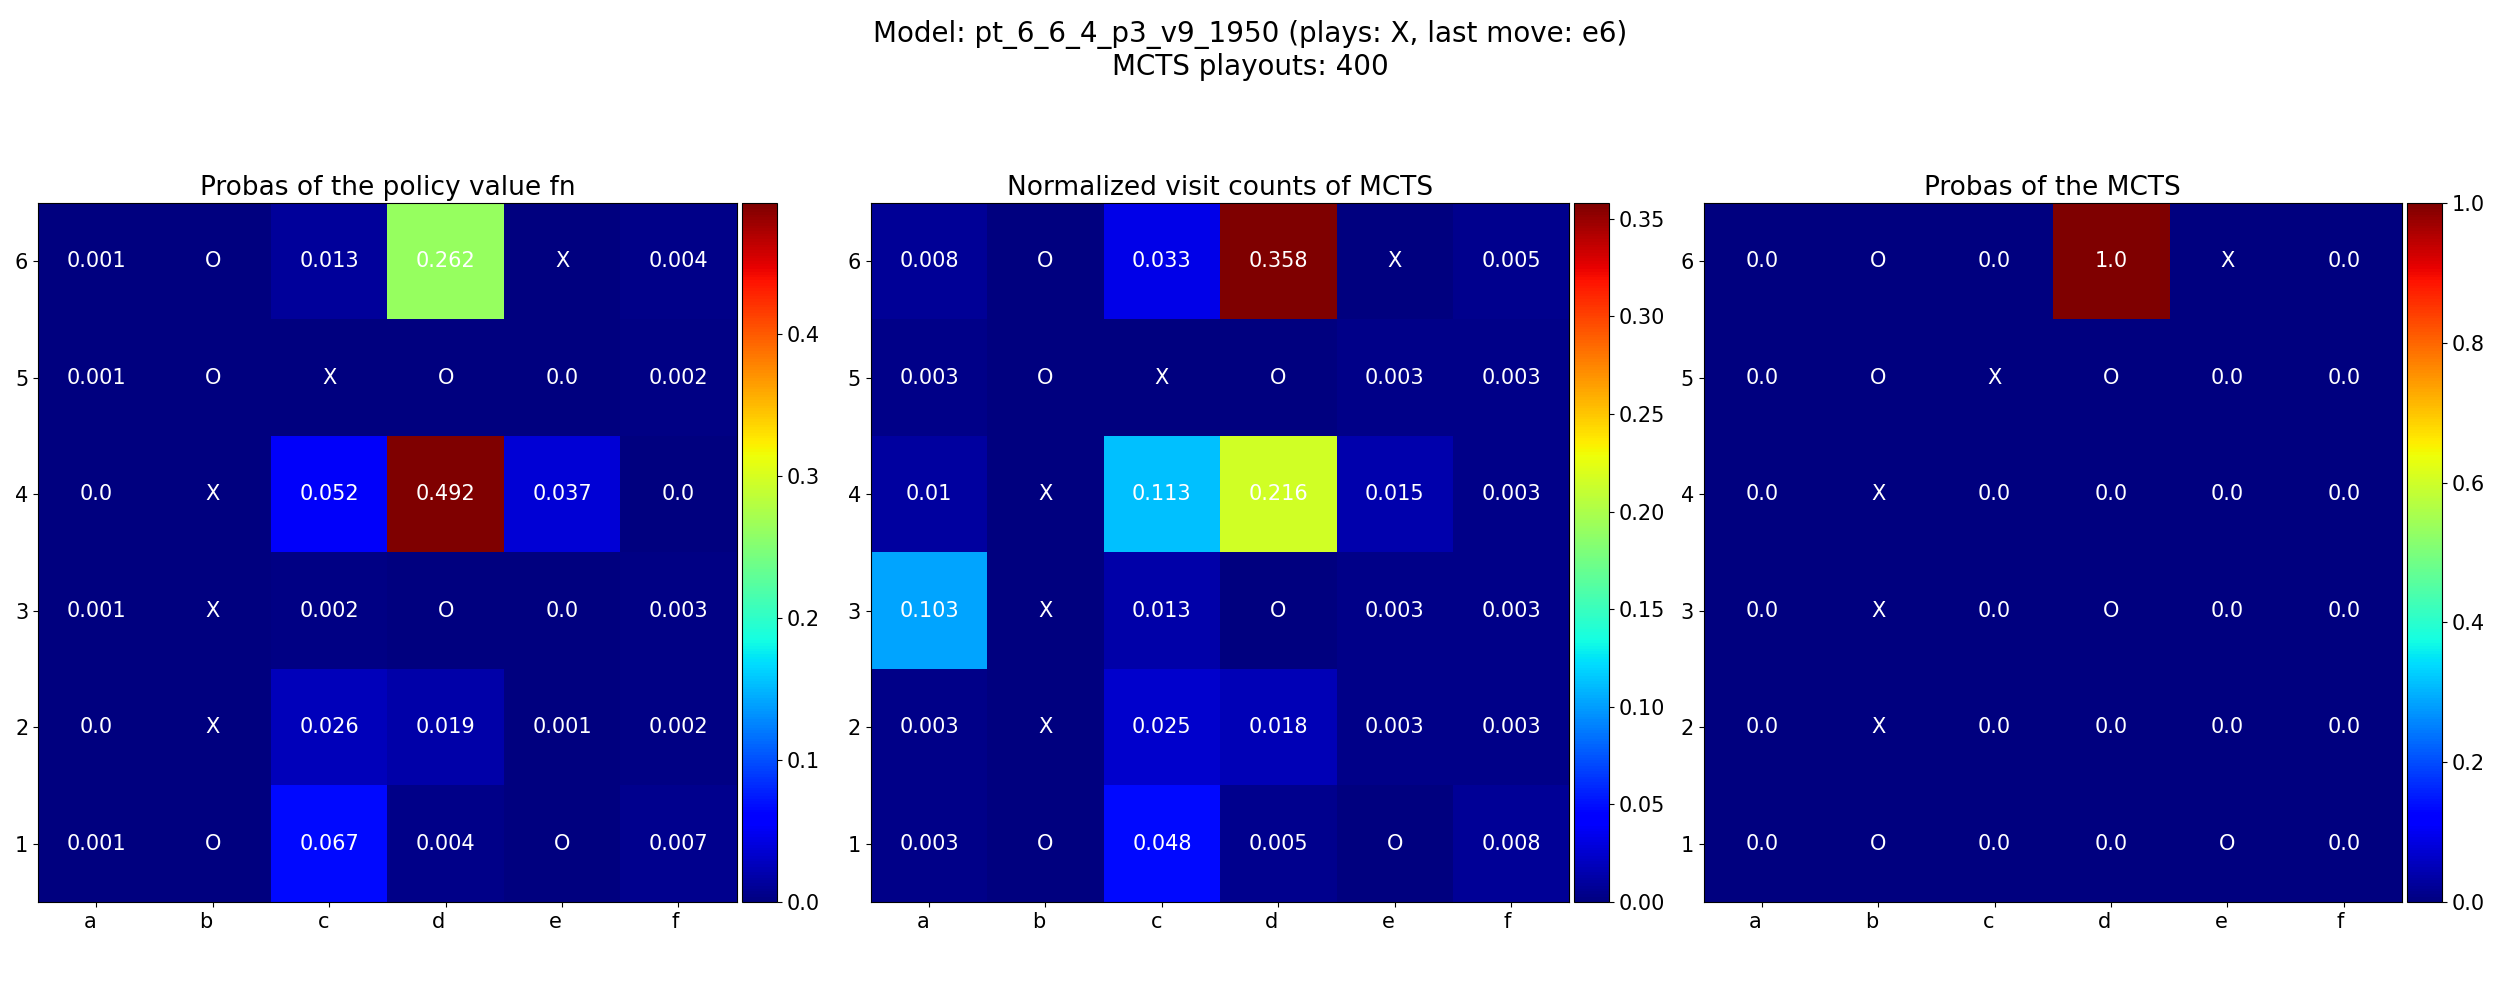 Model: pt_6_6_4_p3_v9_1950 (plays: X, last move: e6)
MCTS playouts: 400
Probas of the policy value fn
6 0.001 O 0.013 0.262 X 0.004
5 0.001 O X O 0.0 0.002
4 0.0 X 0.052 0.492 0.037 0.0
3 0.001 X 0.002 O 0.0 0.003
2 0.0 X 0.026 0.019 0.001 0.002
1 0.001 O 0.067 0.004 O 0.007
a b c d e f
0.4
0.3
0.2
0.1
0.0
Normalized visit counts of MCTS
6 0.008 O 0.033 0.358 X 0.005
5 0.003 O X O 0.003 0.003
4 0.01 X 0.113 0.216 0.015 0.003
3 0.103 X 0.013 O 0.003 0.003
2 0.003 X 0.025 0.018 0.003 0.003
1 0.003 O 0.048 0.005 O 0.008
a b c d e f
0.35
0.30
0.25
0.20
0.15
0.10
0.05
0.00
Probas of the MCTS
6 0.0 O 0.0 1.0 X 0.0
5 0.0 O X O 0.0 0.0
4 0.0 X 0.0 0.0 0.0 0.0
3 0.0 X 0.0 O 0.0 0.0
2 0.0 X 0.0 0.0 0.0 0.0
1 0.0 O 0.0 0.0 O 0.0
a b c d e f
1.0
0.8
0.6
0.4
0.2
0.0